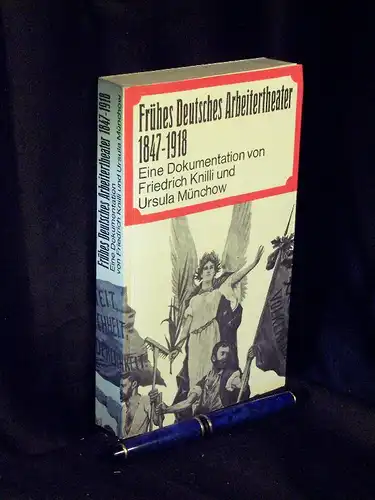 Frühes Deutsches Arbeitertheater
1847-1918
Eine Dokumentation von
Friedrich Knilli und
Ursula Münchow
Frühes Deutsches Arbeitertheater 1847-1918
Eine Dokumentation
von Friedrich Knilli und Ursula Münchow